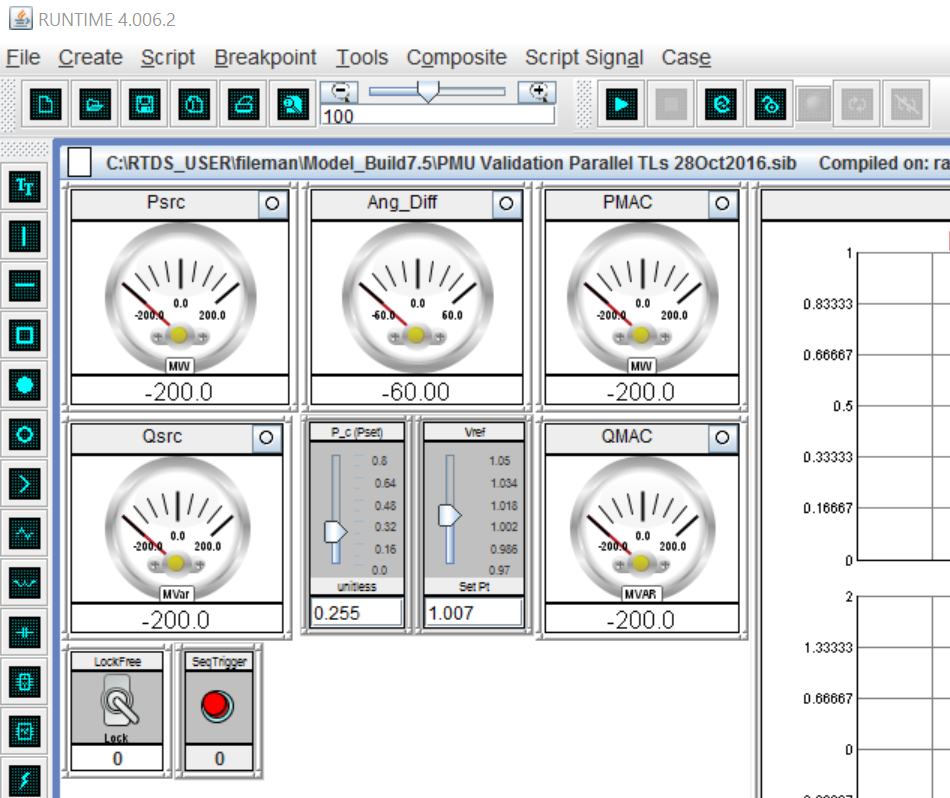 RUNTIME 4.006.2
File Create Script Breakpoint Tools Composite Script Signal Case
100
C:\RTDS_USER\fileman\Model_Build7.5\PMU Validation Parallel TLs 28Oct2016.sib Compiled on: ra
Psrc
0.0
-200.0 200.0
MW
-200.0
Ang_Diff
0.0
-60.0 60.0
MW
-60.00
PMAC
0.0
-200.0 200.0
MW
-200.0
Qsrc
0.0
-200.0 200.0
MVar
-200.0
P_c (Pset)
0.8
0.64
0.48
0.32
0.16
0.0
unitless
0.255
Vref
1.05
1.034
1.018
1.002
0.986
0.97
Set Pt
1.007
QMAC
0.0
-200.0 200.0
MVAR
-200.0
LockFree
Lock
0
SeqTrigger
0
1
0.83333
0.66667
0.5
0.33333
0.16667
0
2
1.33333
0.66667
0